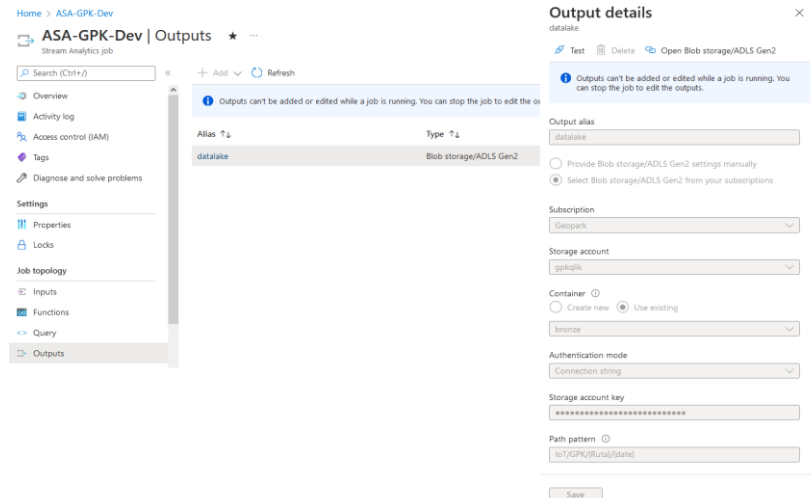 Home > ASA-GPK-Dev
ASA-GPK-Dev | Outputs ★ ...
Stream Analytics job
Search (Ctrl+/)
«
Overview
Activity log
Access control (IAM)
Tags
Diagnose and solve problems
Settings
Properties
Locks
Job topology
Inputs
Functions
Query
Outputs
+ Add Refresh
Outputs can't be added or edited while a job is running. You can stop the job to edit the ou
Alias ↑↓ Type ↑↓
datalake Blob storage/ADLS Gen2
Output details
datalake
Test Delete Open Blob storage/ADLS Gen2
Outputs can't be added or edited while a job is running. You
can stop the job to edit the outputs.
Output alias
datalake
Provide Blob storage/ADLS Gen2 settings manually
Select Blob storage/ADLS Gen2 from your subscriptions
Subscription
Geopark
Storage account
gpkqlik
Container
Create new Use existing
bronze
Authentication mode
Connection string
Storage account key
••••••••••••••••••••••••••••
Path pattern
IoT/GPK/{Ruta}/{date}
Save